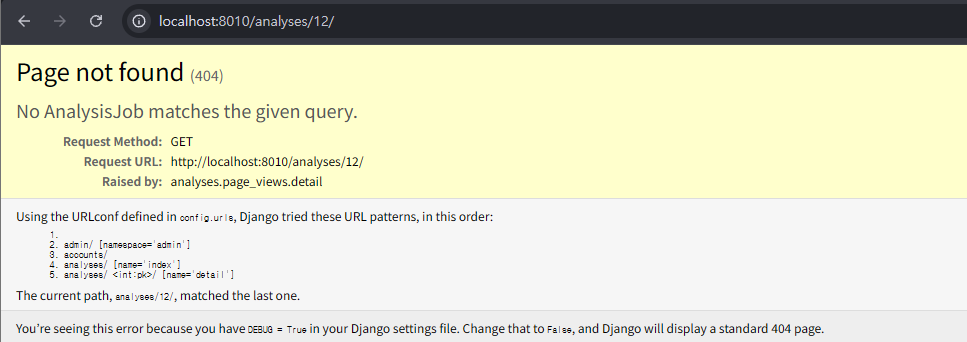 localhost:8010/analyses/12/
Page not found (404)
No AnalysisJob matches the given query.
Request Method: GET
Request URL: http://localhost:8010/analyses/12/
Raised by: analyses.page_views.detail
Using the URLconf defined in config.urls, Django tried these URL patterns, in this order:
1.
2. admin/ [namespace='admin']
3. accounts/
4. analyses/ [name='index']
5. analyses/ <int:pk>/ [name='detail']
The current path, analyses/12/, matched the last one.
You’re seeing this error because you have DEBUG = True in your Django settings file. Change that to False, and Django will display a standard 404 page.